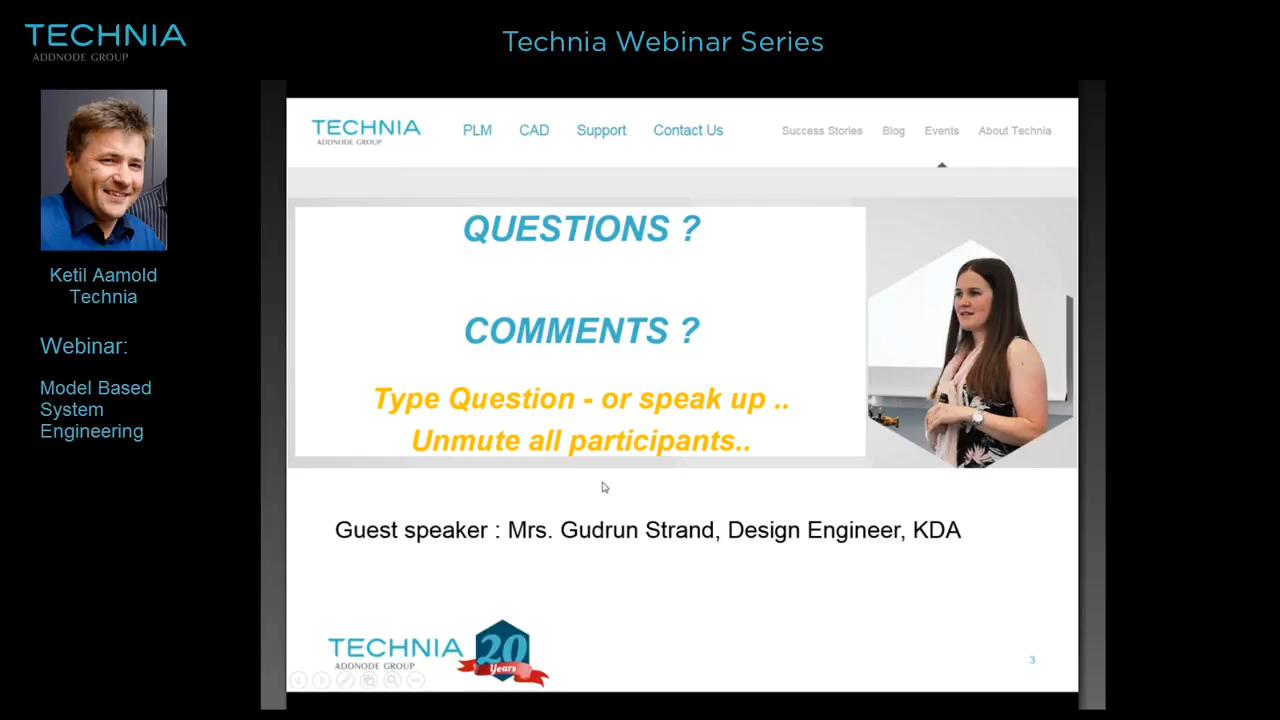 TECHNIA
ADDNODE GROUP
Technia Webinar Series
Ketil Aamold
Technia
Webinar:
Model Based
System
Engineering
TECHNIA
ADDNODE GROUP
PLM CAD Support Contact Us
Success Stories Blog Events About Technia
QUESTIONS ?
COMMENTS ?
Type Question - or speak up ..
Unmute all participants..
Guest speaker : Mrs. Gudrun Strand, Design Engineer, KDA
TECHNIA
ADDNODE GROUP
20
Years
3